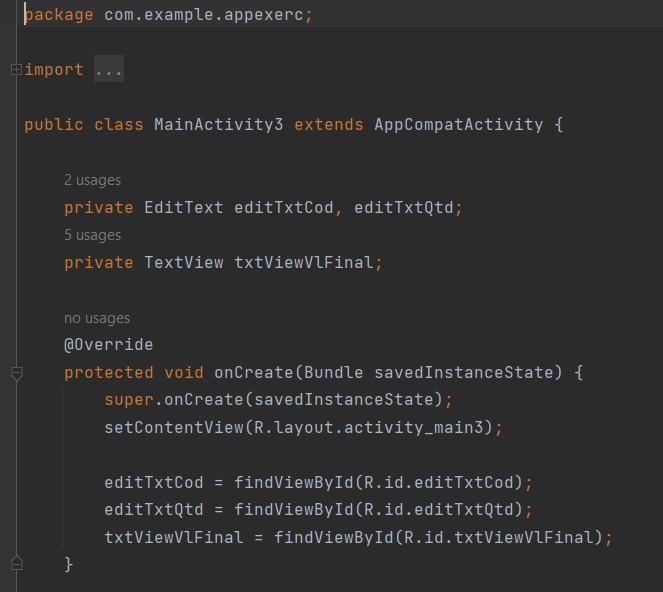 package com.example.appexerc;
import ...
public class MainActivity3 extends AppCompatActivity {
2 usages
private EditText editTxtCod, editTxtQtd;
5 usages
private TextView txtViewVlFinal;
no usages
@Override
protected void onCreate(Bundle savedInstanceState) {
super.onCreate(savedInstanceState);
setContentView(R.layout.activity_main3);
editTxtCod = findViewById(R.id.editTxtCod);
editTxtQtd = findViewById(R.id.editTxtQtd);
txtViewVlFinal = findViewById(R.id.txtViewVlFinal);
}